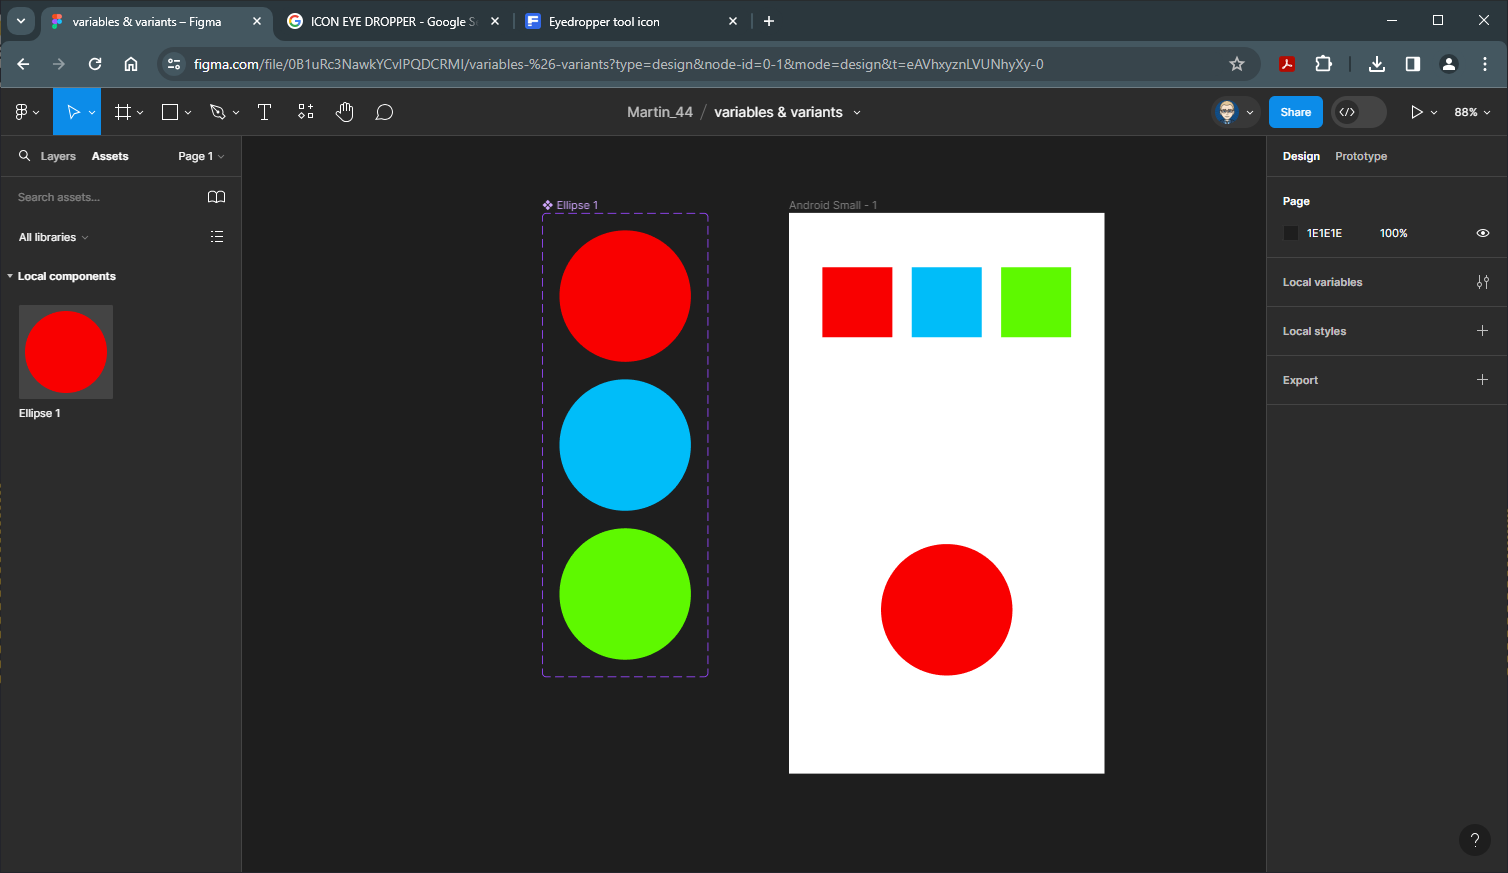 variables & variants – Figma
ICON EYE DROPPER - Google S
Eyedropper tool icon
figma.com/file/0B1uRc3NawkYCvlPQDCRMI/variables-%26-variants?type=design&node-id=0-1&mode=design&t=eAVhxyznLVUNhyXy-0
Martin_44 / variables & variants
Share
88%
Layers
Assets
Page 1
Search assets...
All libraries
Local components
Ellipse 1
Ellipse 1
Android Small - 1
Design
Prototype
Page
1E1E1E
100%
Local variables
Local styles
Export
?